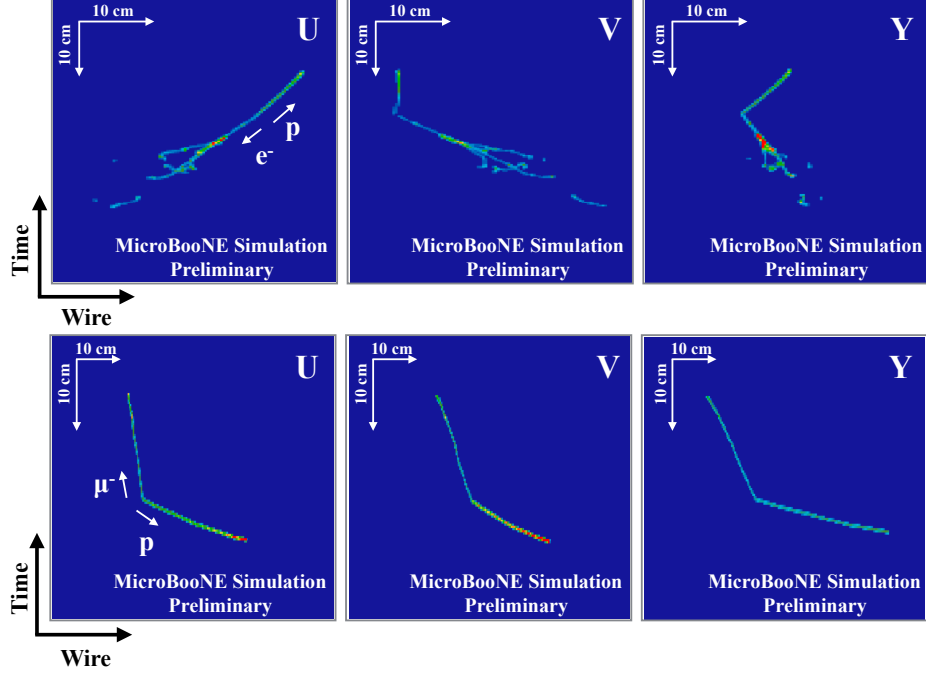 10 cm
U
10 cm
p
e-
MicroBooNE Simulation
Preliminary
10 cm
V
10 cm
MicroBooNE Simulation
Preliminary
10 cm
Y
10 cm
MicroBooNE Simulation
Preliminary
Time
Wire
10 cm
U
10 cm
μ-
p
MicroBooNE Simulation
Preliminary
10 cm
V
10 cm
MicroBooNE Simulation
Preliminary
10 cm
Y
10 cm
MicroBooNE Simulation
Preliminary
Time
Wire